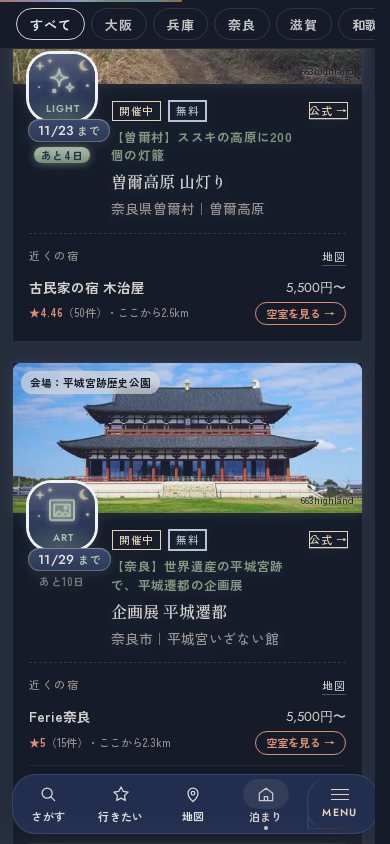 すべて
大阪
兵庫
奈良
滋賀
和歌
663highland
LIGHT
11/23 まで
あと4日
開催中
無料
公式 →
【曽爾村】ススキの高原に200
個の灯籠
曽爾高原 山灯り
奈良県曽爾村｜曽爾高原
近くの宿
地図
古民家の宿 木治屋
5,500円〜
★4.46（50件）・ここから2.6km
空室を見る →
会場：平城宮跡歴史公園
663highland
ART
11/29 まで
あと10日
開催中
無料
公式 →
【奈良】世界遺産の平城宮跡
で、平城遷都の企画展
企画展 平城遷都
奈良市｜平城宮いざない館
近くの宿
地図
Ferie奈良
5,500円〜
★5（15件）・ここから2.3km
空室を見る →
さがす
行きたい
地図
泊まり
MENU